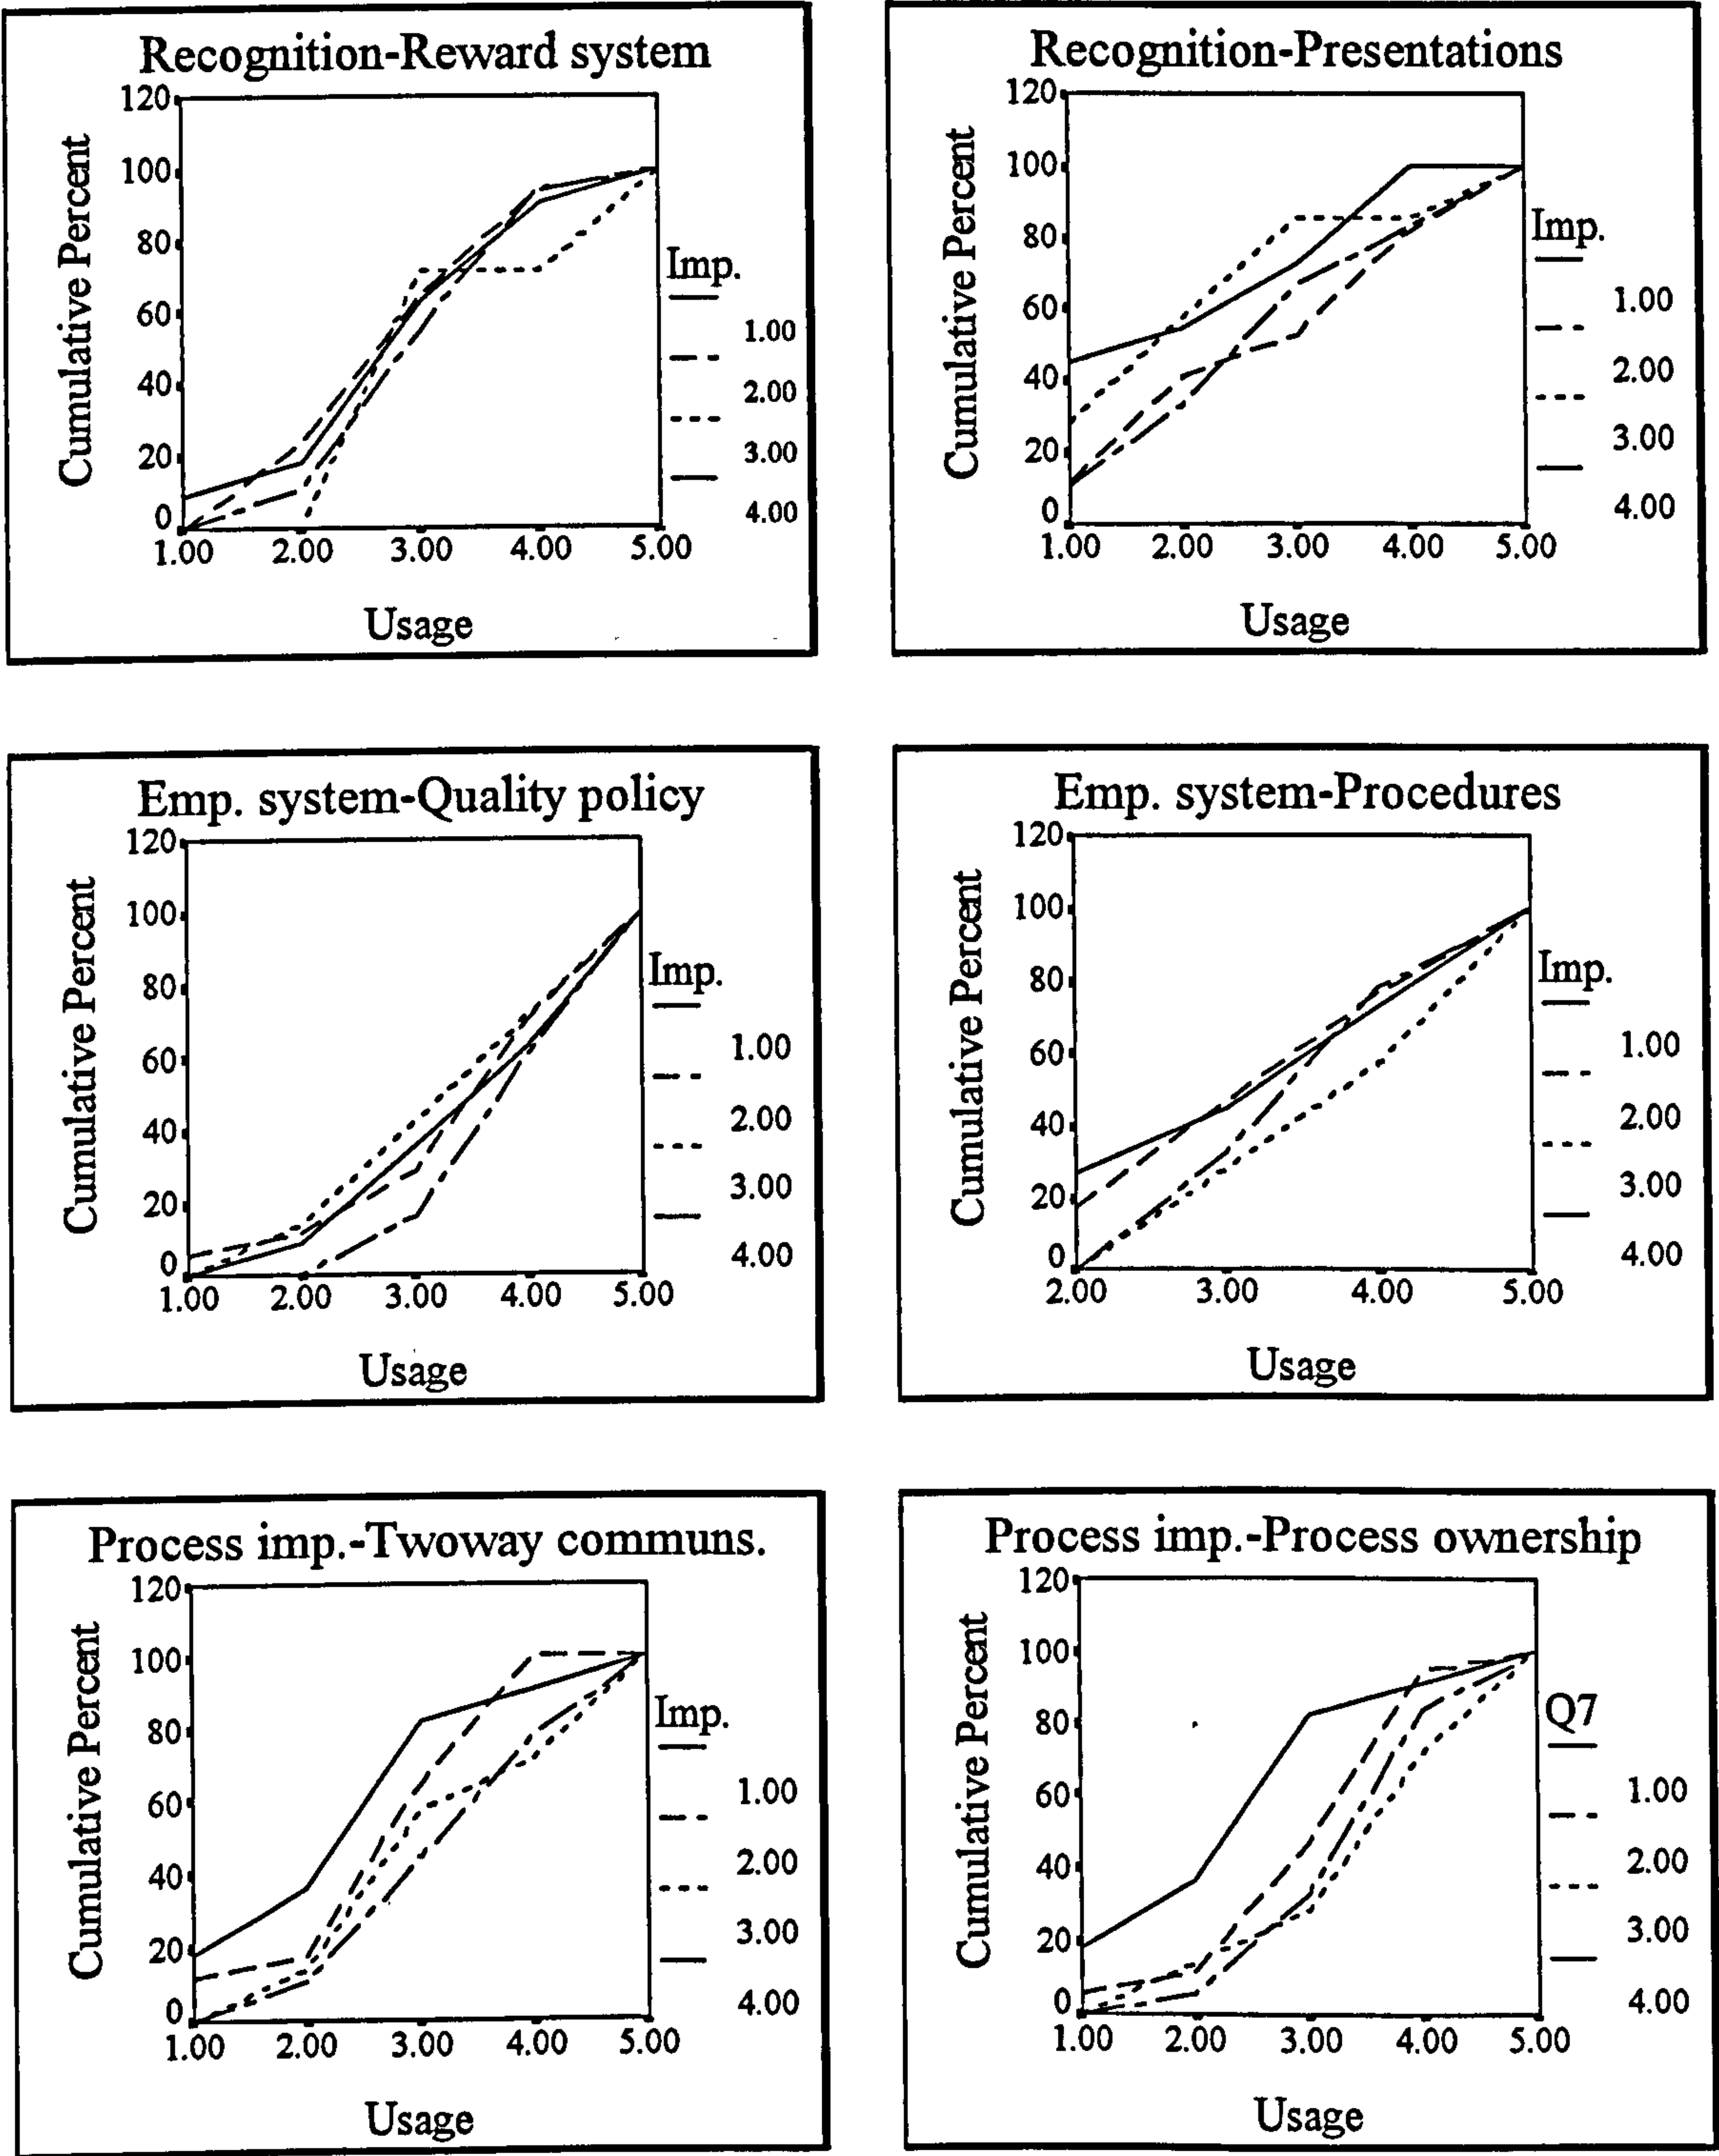 Recognition-Reward system
120
100
80
60
40
20
0
Cumulative Percent
1.00 2.00 3.00 4.00 5.00
Usage
Imp.
1.00
2.00
3.00
4.00
Recognition-Presentations
120
100
80
60
40
20
0
Cumulative Percent
1.00 2.00 3.00 4.00 5.00
Usage
Imp.
1.00
2.00
3.00
4.00
Emp. system-Quality policy
120
100
80
60
40
20
0
Cumulative Percent
1.00 2.00 3.00 4.00 5.00
Usage
Imp.
1.00
2.00
3.00
4.00
Emp. system-Procedures
120
100
80
60
40
20
0
Cumulative Percent
2.00 3.00 4.00 5.00
Usage
Imp.
1.00
2.00
3.00
4.00
Process imp.-Twoway communs.
120
100
80
60
40
20
0
Cumulative Percent
1.00 2.00 3.00 4.00 5.00
Usage
Imp.
1.00
2.00
3.00
4.00
Process imp.-Process ownership
120
100
80
60
40
20
0
Cumulative Percent
1.00 2.00 3.00 4.00 5.00
Usage
Q7
1.00
2.00
3.00
4.00